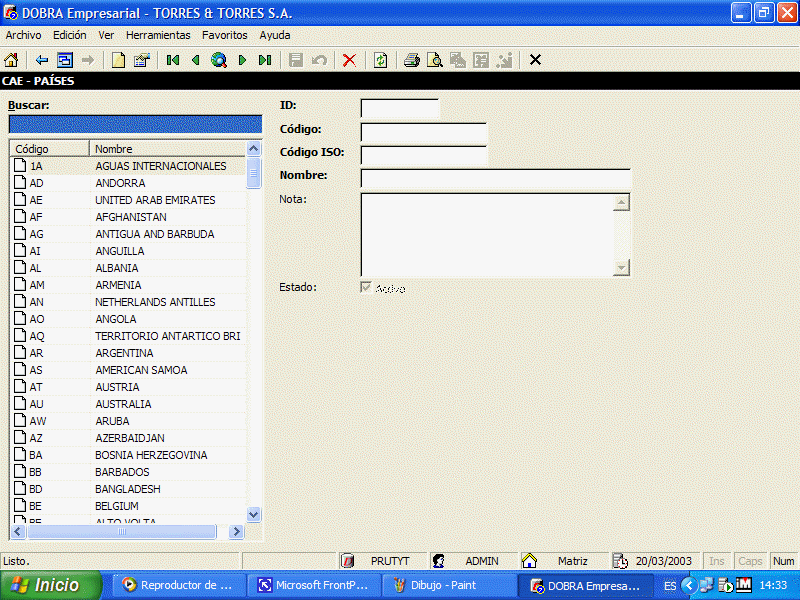 DOBRA Empresarial - TORRES & TORRES S.A.
Archivo Edición Ver Herramientas Favoritos Ayuda
CAE - PAÍSES
Buscar:
Código Nombre
1A AGUAS INTERNACIONALES
AD ANDORRA
AE UNITED ARAB EMIRATES
AF AFGHANISTAN
AG ANTIGUA AND BARBUDA
AI ANGUILLA
AL ALBANIA
AM ARMENIA
AN NETHERLANDS ANTILLES
AO ANGOLA
AQ TERRITORIO ANTARTICO BRI
AR ARGENTINA
AS AMERICAN SAMOA
AT AUSTRIA
AU AUSTRALIA
AW ARUBA
AZ AZERBAIDJAN
BA BOSNIA HERZEGOVINA
BB BARBADOS
BD BANGLADESH
BE BELGIUM
BF ALTO VOLTA
ID:
Código:
Código ISO:
Nombre:
Nota:
Estado: Activo
Listo. PRUTYT ADMIN Matriz 20/03/2003 Ins Caps Num
Inicio Reproductor de ... Microsoft FrontP... Dibujo - Paint DOBRA Empresa... ES 14:33